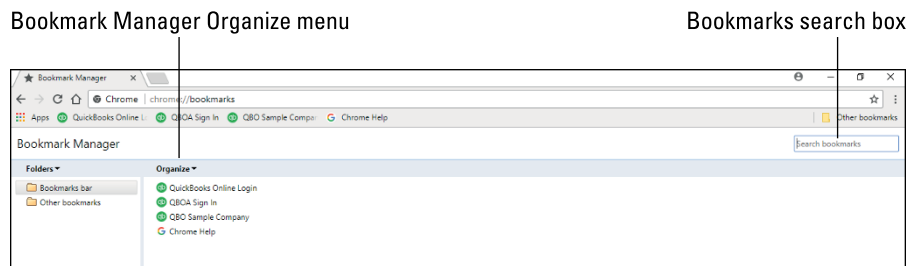 Bookmark Manager Organize menu
Bookmarks search box
Bookmark Manager
Chrome | chrome://bookmarks
Apps QuickBooks Online L QBOA Sign In QBO Sample Compa Chrome Help Other bookmarks
Bookmark Manager
Search bookmarks
Folders Organize
Bookmarks bar
Other bookmarks
QuickBooks Online Login
QBOA Sign In
QBO Sample Company
Chrome Help